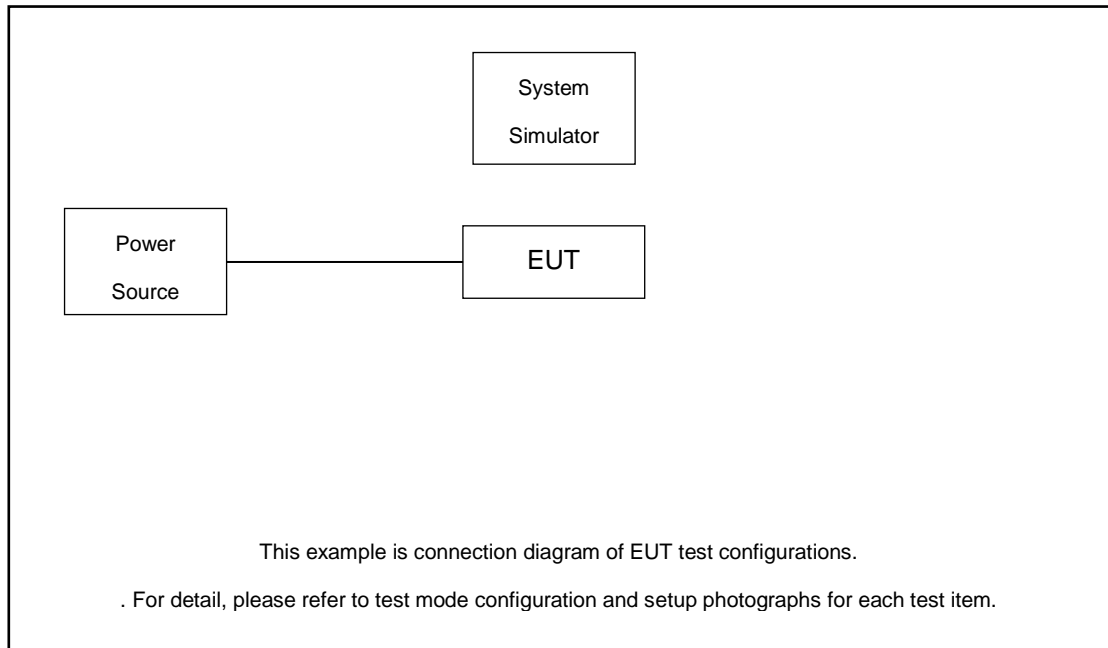 System
Simulator
Power
Source
EUT
This example is connection diagram of EUT test configurations.
. For detail, please refer to test mode configuration and setup photographs for each test item.